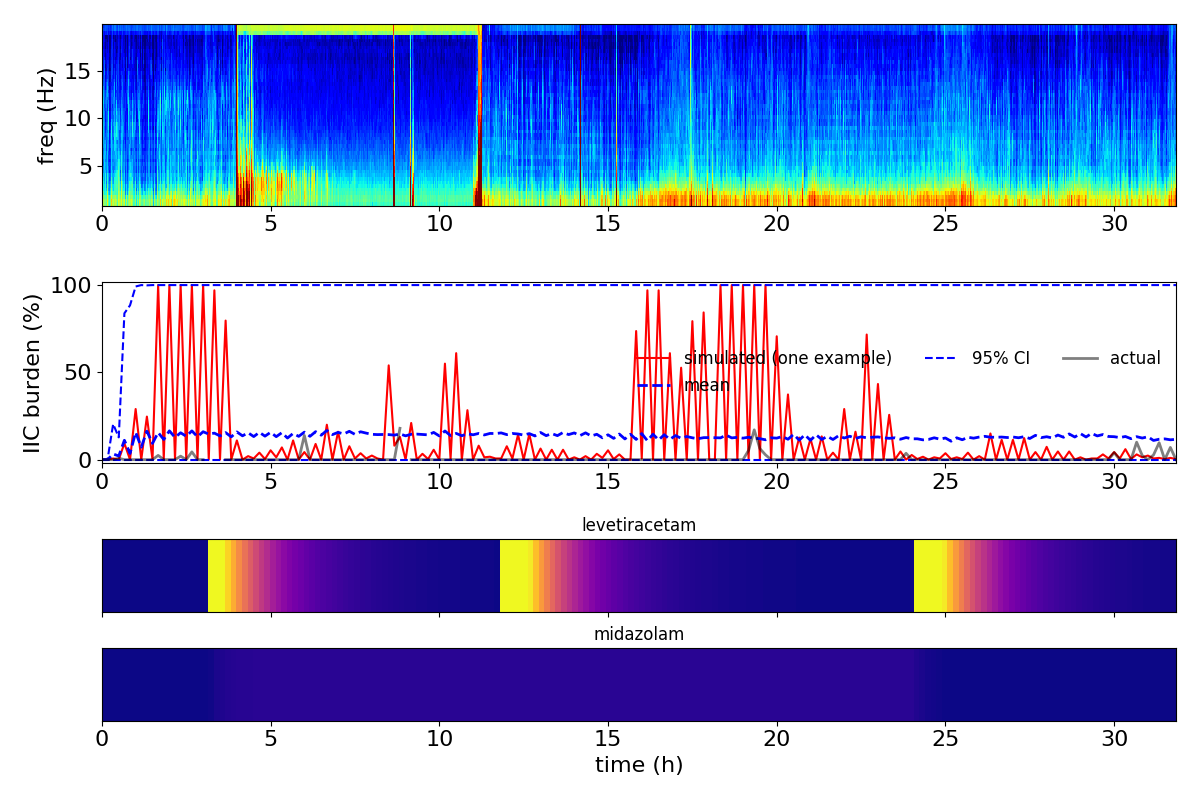 freq (Hz)
15
10
5
0 5 10 15 20 25 30
IIC burden (%)
100
50
0
simulated (one example)
mean
95% CI
actual
0 5 10 15 20 25 30
levetiracetam
midazolam
0 5 10 15 20 25 30
time (h)